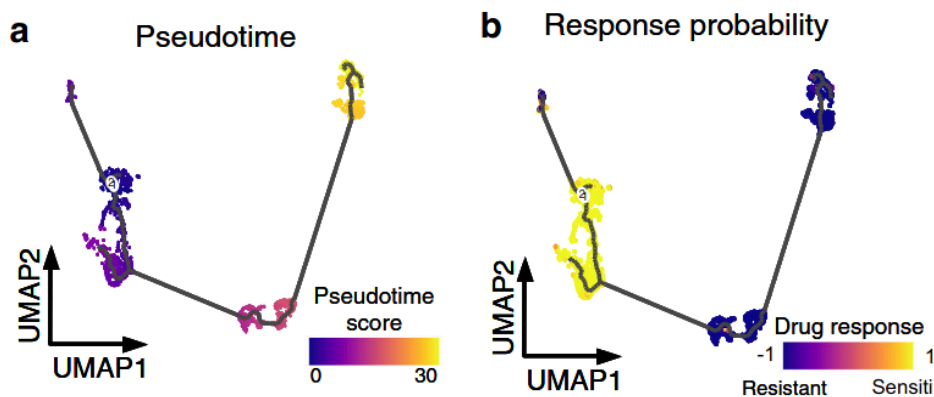 a
Pseudotime
UMAP2
UMAP1
Pseudotime
score
0
30
b
Response probability
UMAP2
UMAP1
Drug response
-1
1
Resistant
Sensiti